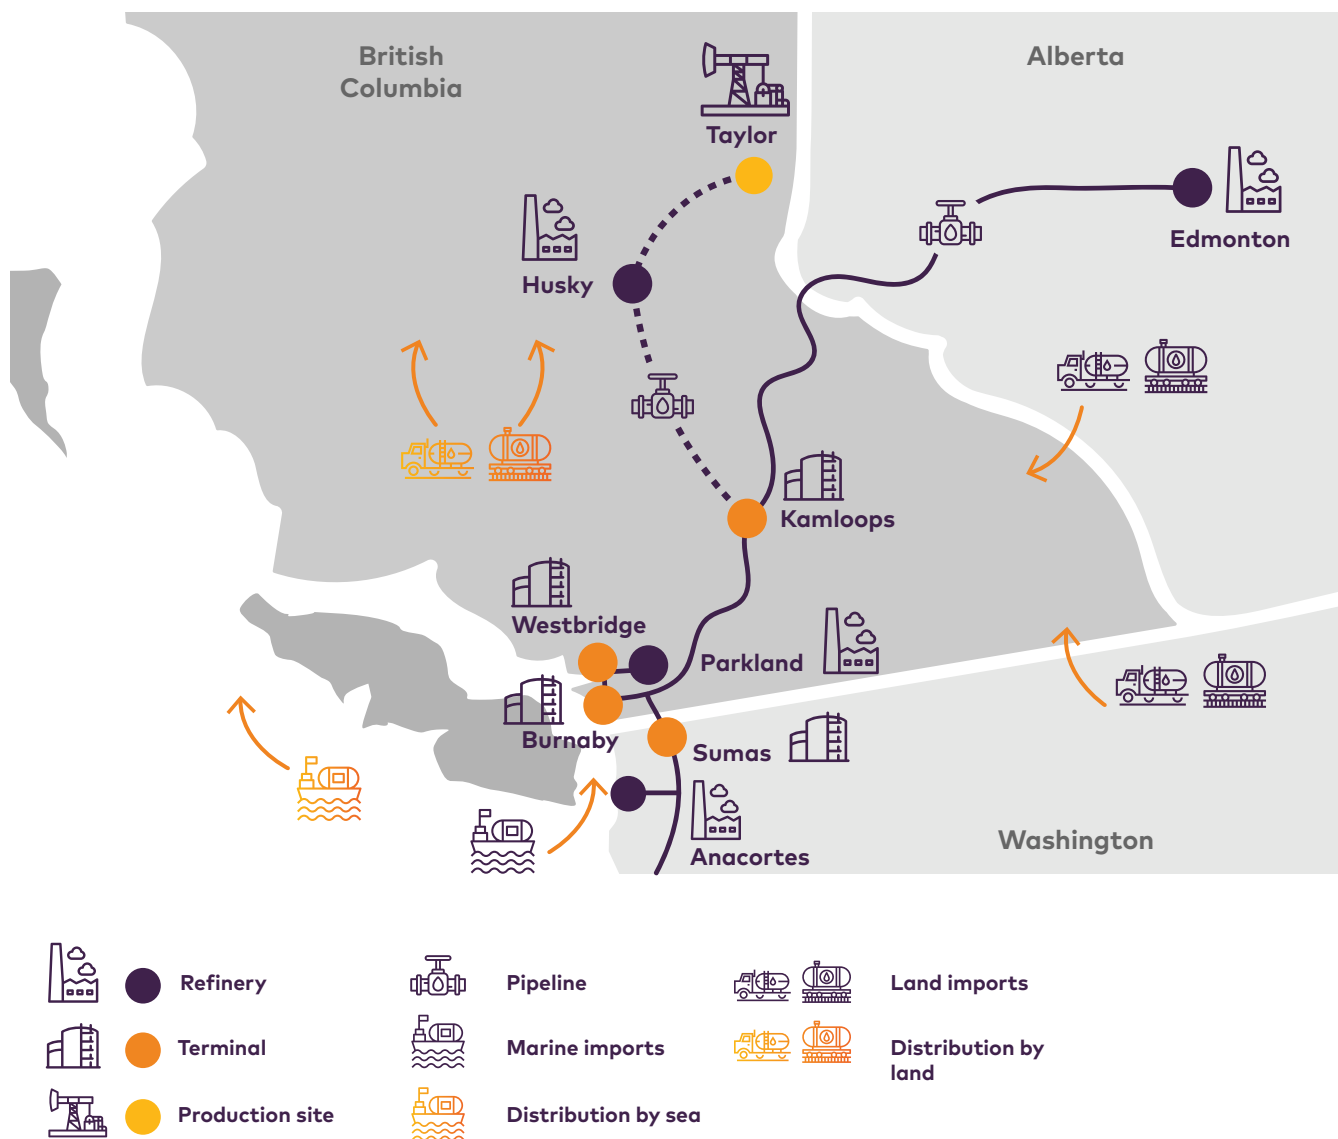 British
Columbia
Alberta
Taylor
Edmonton
Husky
Kamloops
Westbridge
Parkland
Burnaby
Sumas
Anacortes
Washington
Refinery
Pipeline
Land imports
Terminal
Marine imports
Distribution by
land
Production site
Distribution by sea